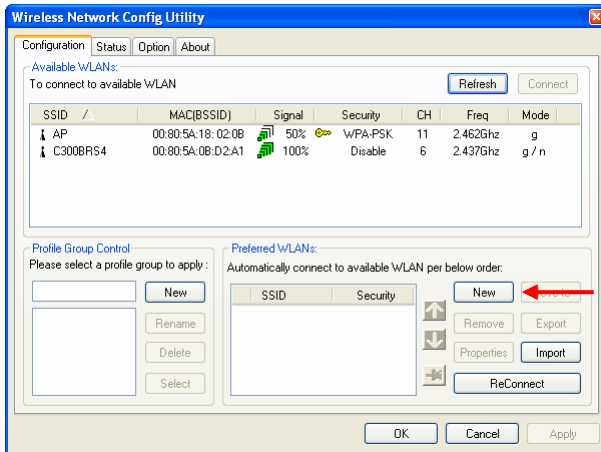 Wireless Network Config Utility
Configuration Status Option About
Available WLANs:
To connect to available WLAN
Refresh Connect
SSID MAC(BSSID) Signal Security CH Freq Mode
AP 00:80:5A:18:02:0B 50% WPA-PSK 11 2.462Ghz g
C300BRS4 00:80:5A:0B:D2:A1 100% Disable 6 2.437Ghz g / n
Profile Group Control
Please select a profile group to apply :
New
Rename
Delete
Select
Preferred WLANs:
Automatically connect to available WLAN per below order:
SSID Security
New
Remove Export
Properties Import
ReConnect
OK Cancel Apply